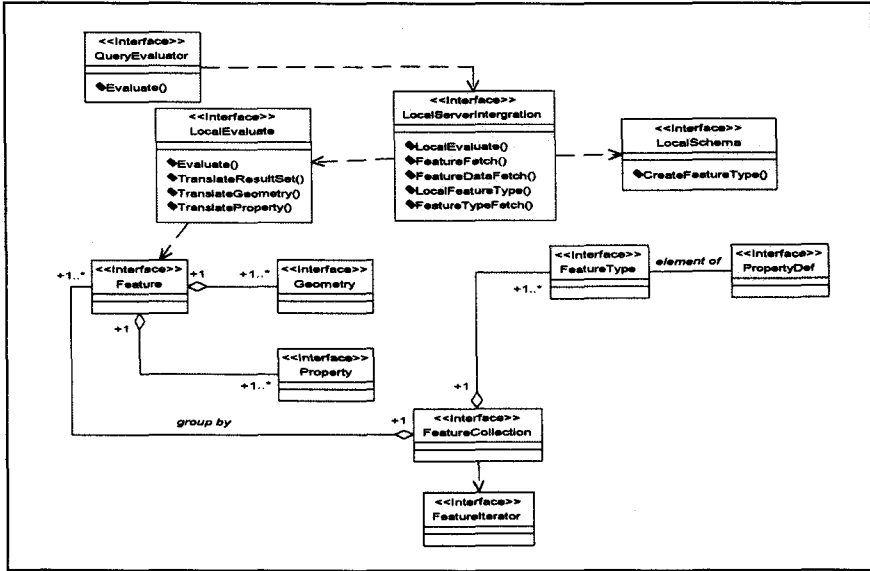 <<Interface>>
QueryEvaluator
◆Evaluate()
<<Interface>>
LocalEvaluate
◆Evaluate()
◆TranslateResultSet()
◆TranslateGeometry()
◆TranslateProperty()
<<Interface>>
LocalServerIntergration
◆LocalEvaluate()
◆FeatureFetch()
◆FeatureDataFetch()
◆LocalFeatureType()
◆FeatureTypeFetch()
<<Interface>>
LocalSchema
◆CreateFeatureType()
+1..*
<<Interface>>
Feature
+1
+1..*
<<Interface>>
Geometry
+1
<<Interface>>
Property
+1..*
<<Interface>>
FeatureType
+1..*
element of
<<Interface>>
PropertyDef
group by
+1
+1
<<Interface>>
FeatureCollection
<<Interface>>
FeatureIterator